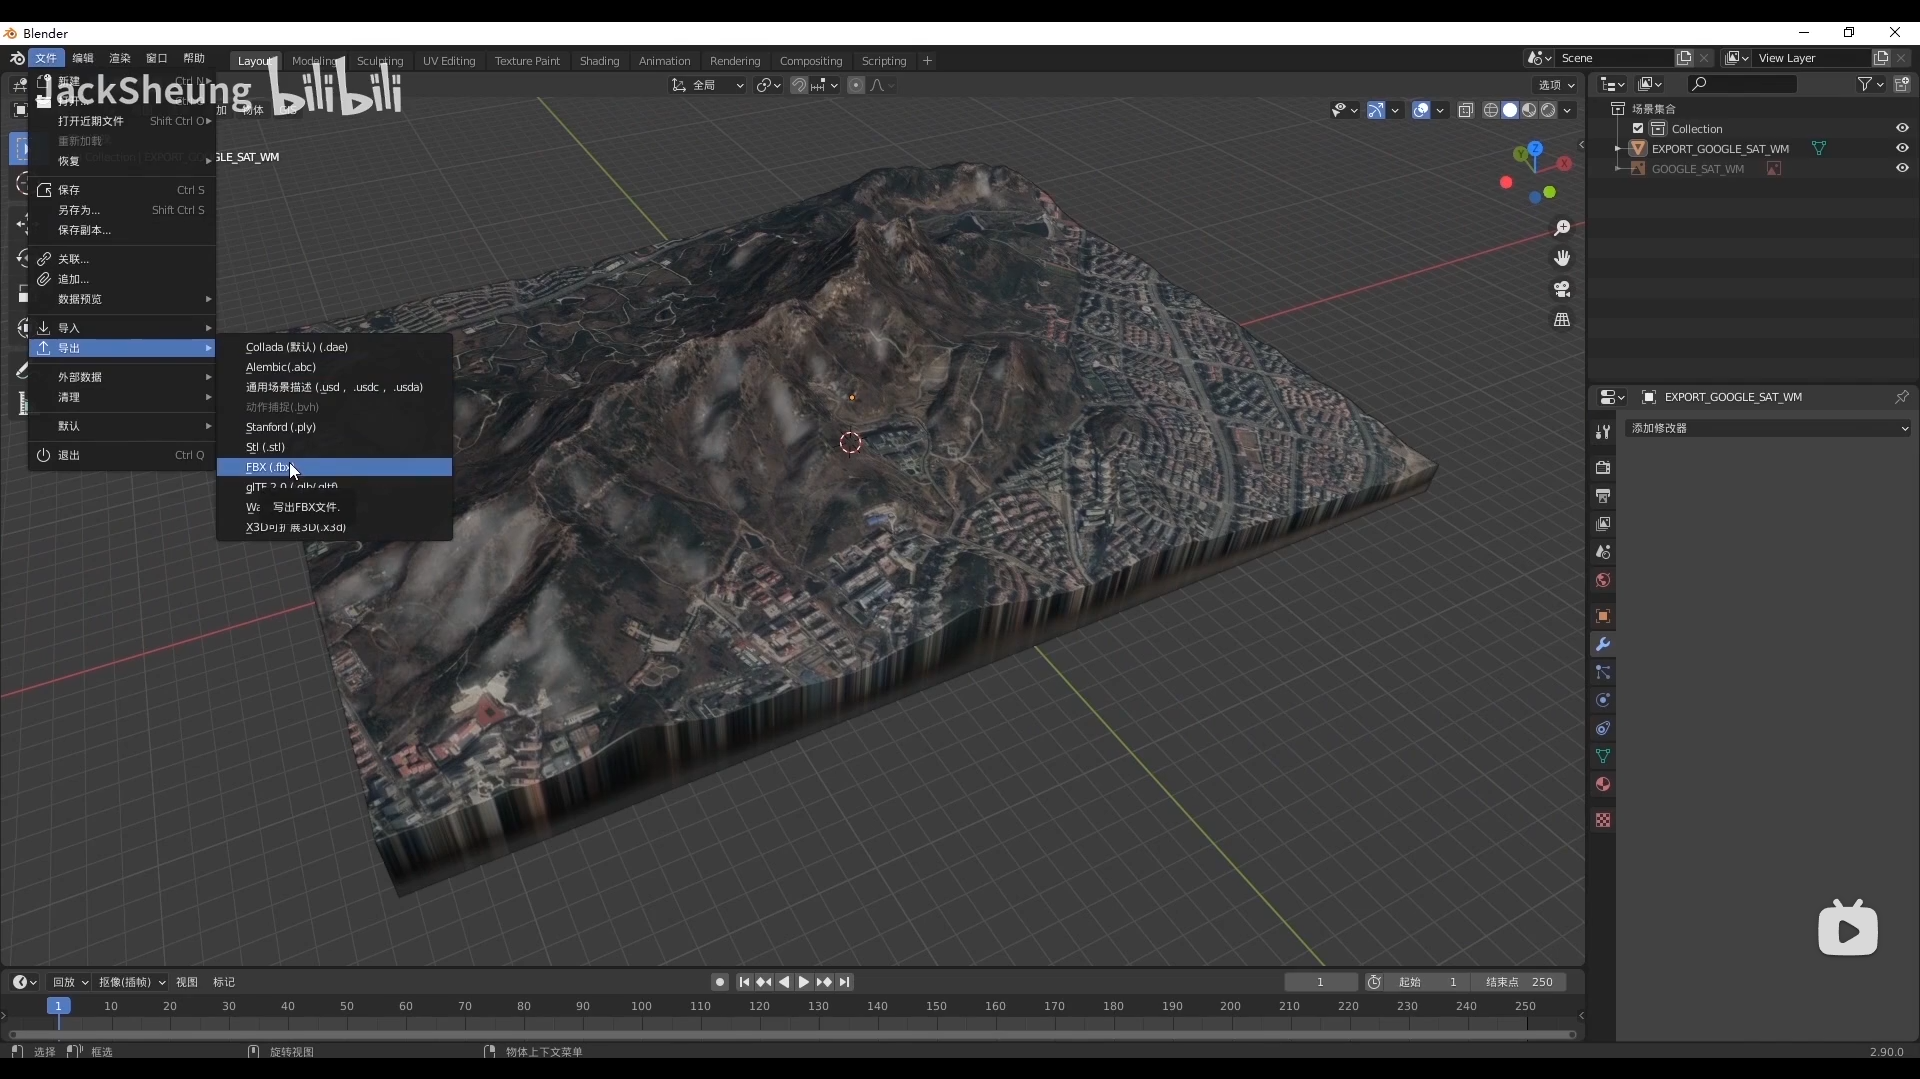 Blender
文件 编辑 渲染 窗口 帮助
Layout Modeling Sculpting UV Editing Texture Paint Shading Animation Rendering Compositing Scripting +
Scene
View Layer
JackSheung bilibili
新建 Ctrl N
全局
选项
物体
打开近期文件 Shift Ctrl O
重新加载
恢复
Collection | EXPORT_GOOGLE_SAT_WM
保存 Ctrl S
另存为... Shift Ctrl S
保存副本...
关联...
追加...
数据预览
导入
导出
外部数据
清理
默认
退出 Ctrl Q
Collada (默认) (.dae)
Alembic(.abc)
通用场景描述 (.usd, .usdc, .usda)
动作捕捉(.bvh)
Stanford (.ply)
Stl (.stl)
FBX (.fbx
glTF 2.0 (.glb/.gltf)
Wa
写出FBX文件.
X3D可扩展3D(.x3d)
Z
Y
X
场景集合
Collection
EXPORT_GOOGLE_SAT_WM
GOOGLE_SAT_WM
EXPORT_GOOGLE_SAT_WM
添加修改器
回放 抠像(插帧) 视图 标记
1
起始 1
结束点 250
1 10 20 30 40 50 60 70 80 90 100 110 120 130 140 150 160 170 180 190 200 210 220 230 240 250
选择 框选 旋转视图 物体上下文菜单
2.90.0